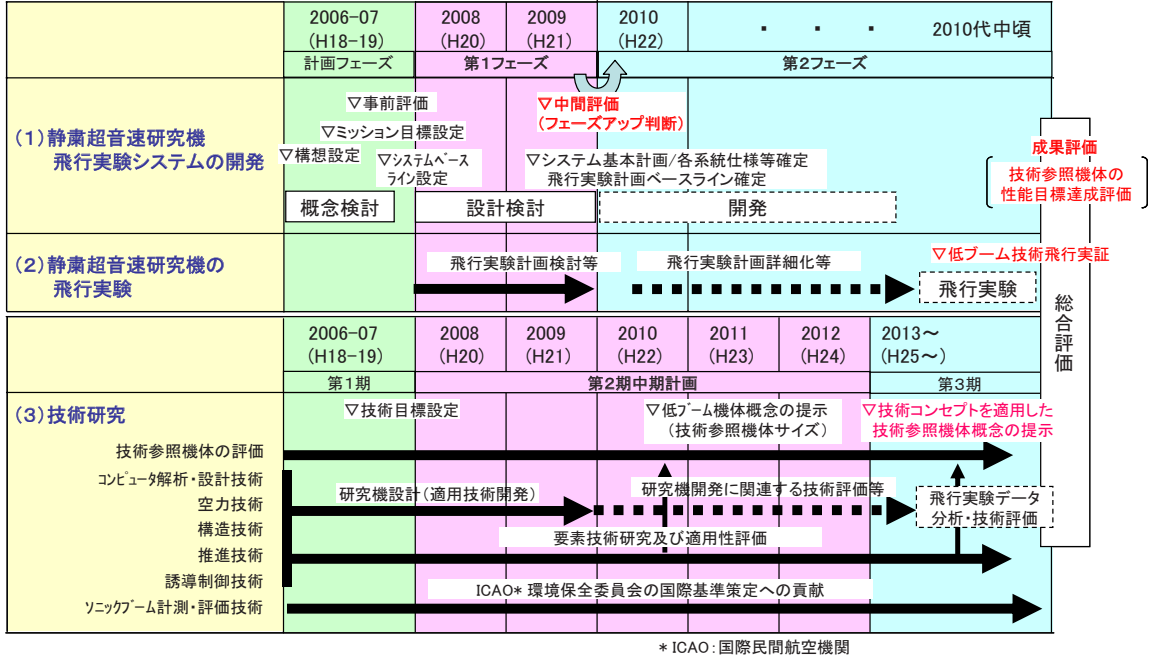 2006-07
(H18-19)
2008
(H20)
2009
(H21)
2010
(H22)
・ ・ ・ 2010代中頃
計画フェーズ
第1フェーズ
第2フェーズ
(1)静粛超音速研究機
飛行実験システムの開発
▽事前評価
▽ミッション目標設定
▽構想設定
▽システムベース
ライン設定
▽中間評価
(フェーズアップ判断)
▽システム基本計画/各系統仕様等確定
飛行実験計画ベースライン確定
概念検討
設計検討
開発
成果評価
技術参照機体の
性能目標達成評価
(2)静粛超音速研究機の
飛行実験
飛行実験計画検討等
飛行実験計画詳細化等
▽低ブーム技術飛行実証
飛行実験
総合評価
2006-07
(H18-19)
2008
(H20)
2009
(H21)
2010
(H22)
2011
(H23)
2012
(H24)
2013~
(H25~)
第1期
第2期中期計画
第3期
(3)技術研究
▽技術目標設定
▽低ブーム機体概念の提示
(技術参照機体サイズ)
▽技術コンセプトを適用した
技術参照機体概念の提示
技術参照機体の評価
コンピュータ解析・設計技術
空力技術
構造技術
推進技術
誘導制御技術
ソニックブーム計測・評価技術
研究機設計(適用技術開発)
研究機開発に関連する技術評価等
飛行実験データ
分析・技術評価
要素技術研究及び適用性評価
ICAO* 環境保全委員会の国際基準策定への貢献
* ICAO:国際民間航空機関